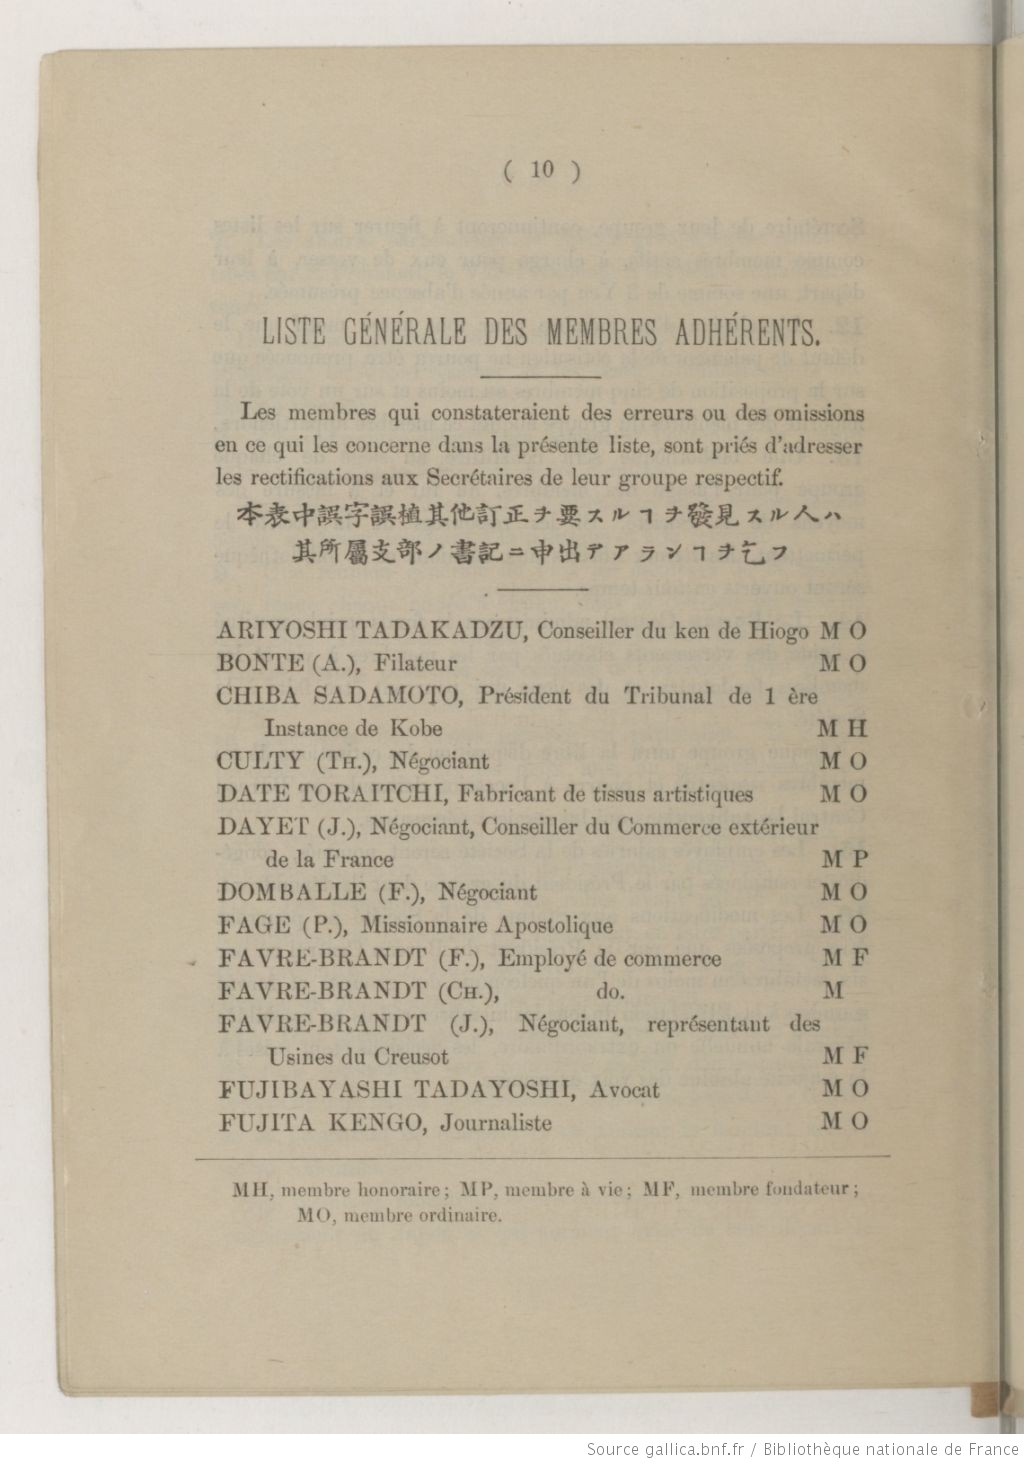 ( 10 )
LISTE GÉNÉRALE DES MEMBRES ADHÉRENTS.
Les membres qui constateraient des erreurs ou des omissions
en ce qui les concerne dans la présente liste, sont priés d'adresser
les rectifications aux Secrétaires de leur groupe respectif.
本表中誤字誤植其他訂正ヲ要スルヿヲ發見スル人ハ
其所屬支部ノ書記ニ申出デアランヿヲ乞フ
ARIYOSHI TADAKADZU, Conseiller du ken de Hiogo M O
BONTE (A.), Filateur M O
CHIBA SADAMOTO, Président du Tribunal de 1 ère
Instance de Kobe M H
CULTY (TH.), Négociant M O
DATE TORAITCHI, Fabricant de tissus artistiques M O
DAYET (J.), Négociant, Conseiller du Commerce extérieur
de la France M P
DOMBALLE (F.), Négociant M O
FAGE (P.), Missionnaire Apostolique M O
FAVRE-BRANDT (F.), Employé de commerce M F
FAVRE-BRANDT (CH.), do. M
FAVRE-BRANDT (J.), Négociant, représentant des
Usines du Creusot M F
FUJIBAYASHI TADAYOSHI, Avocat M O
FUJITA KENGO, Journaliste M O
MH, membre honoraire; MP, membre à vie; MF, membre fondateur;
MO, membre ordinaire.
Source gallica.bnf.fr / Bibliothèque nationale de France